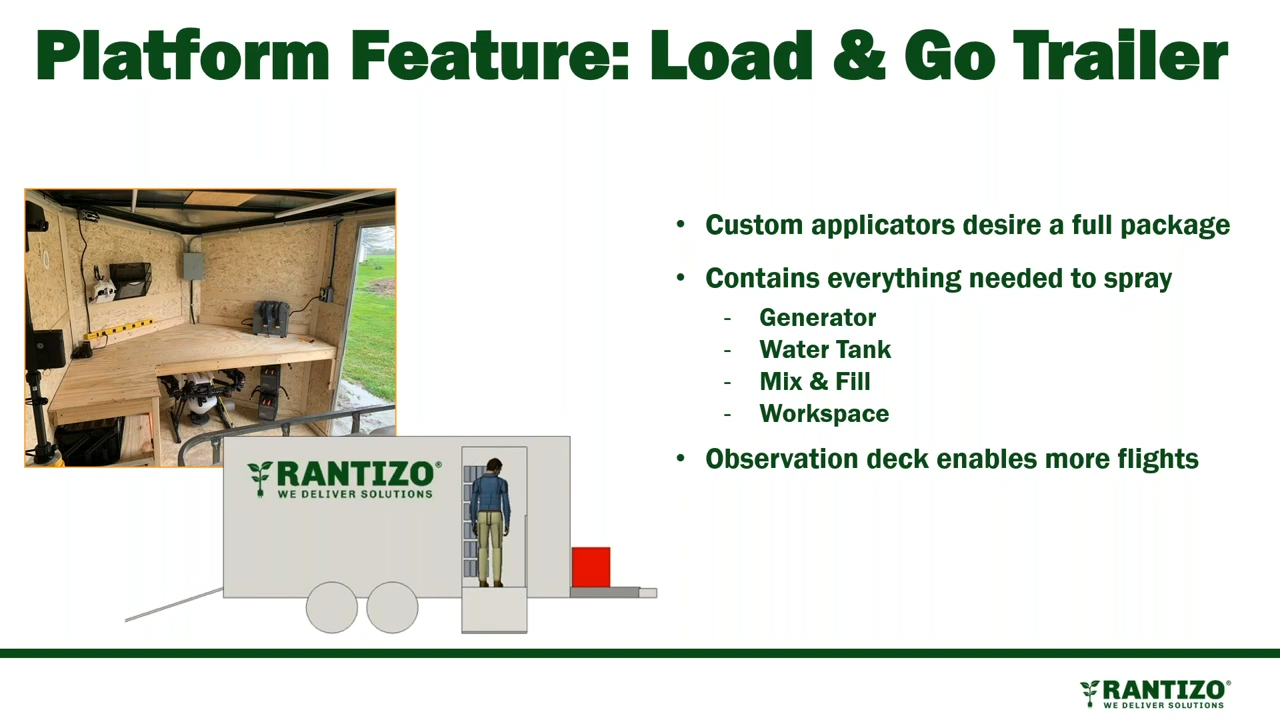 Platform Feature: Load & Go Trailer
• Custom applicators desire a full package
• Contains everything needed to spray
- Generator
- Water Tank
- Mix & Fill
- Workspace
• Observation deck enables more flights
RANTIZO®
WE DELIVER SOLUTIONS
RANTIZO®
WE DELIVER SOLUTIONS